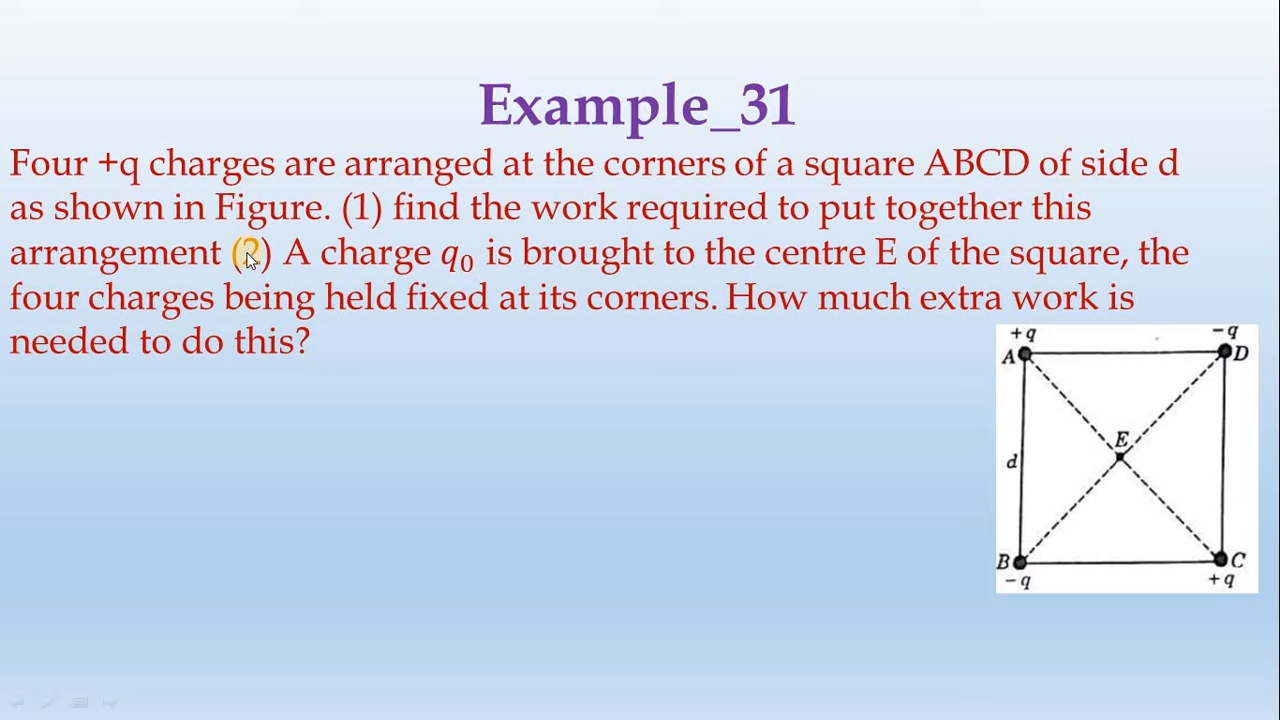 Example_31
Four +q charges are arranged at the corners of a square ABCD of side d
as shown in Figure. (1) find the work required to put together this
arrangement (2) A charge q₀ is brought to the centre E of the square, the
four charges being held fixed at its corners. How much extra work is
needed to do this?
+q -q
A D
E
d
B C
-q +q